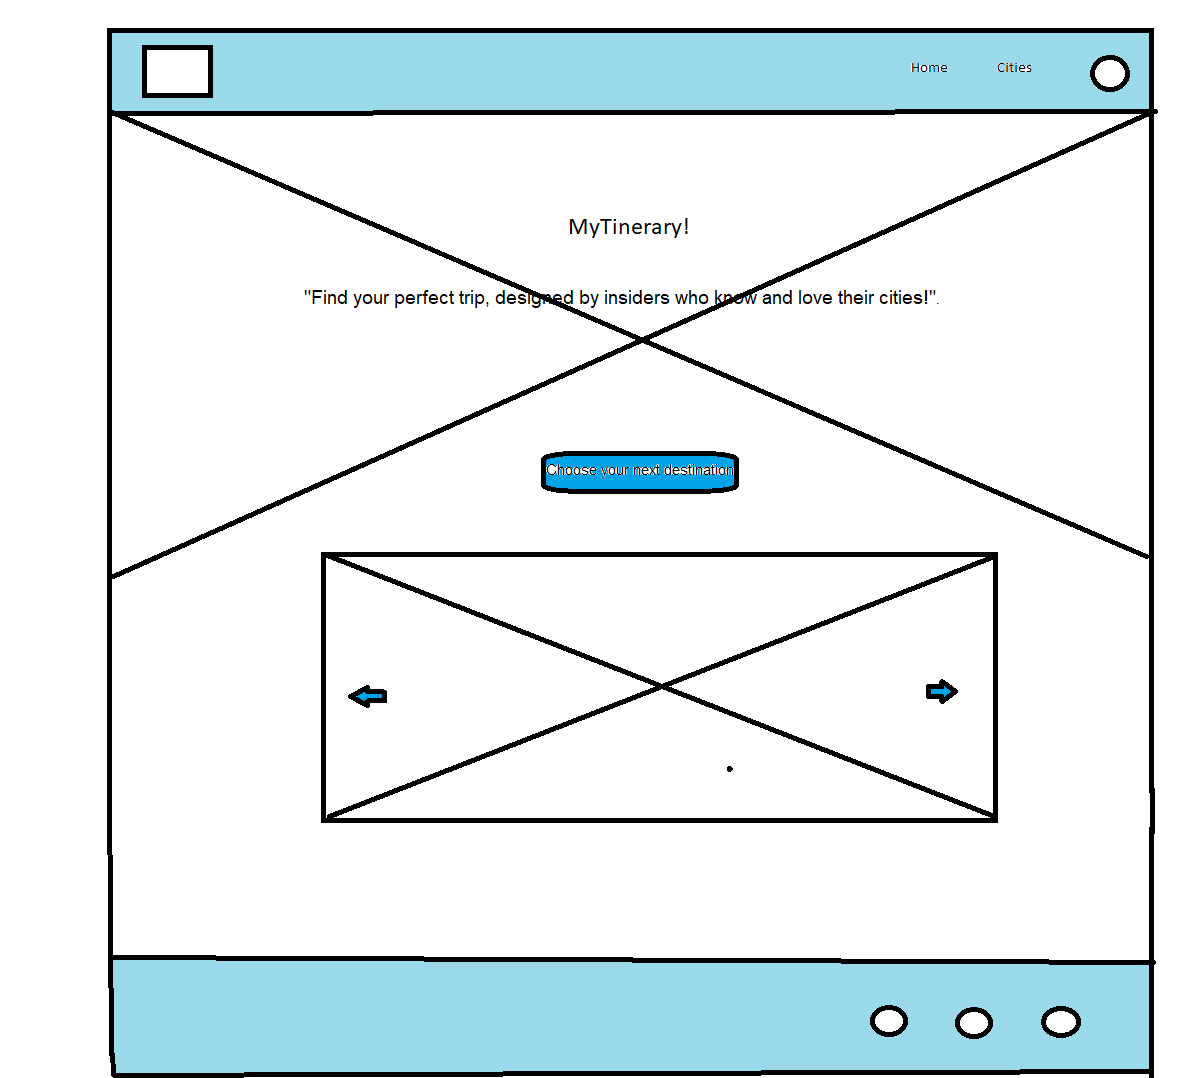 Home Cities
MyTinerary!
"Find your perfect trip, designed by insiders who know and love their cities!".
Choose your next destination